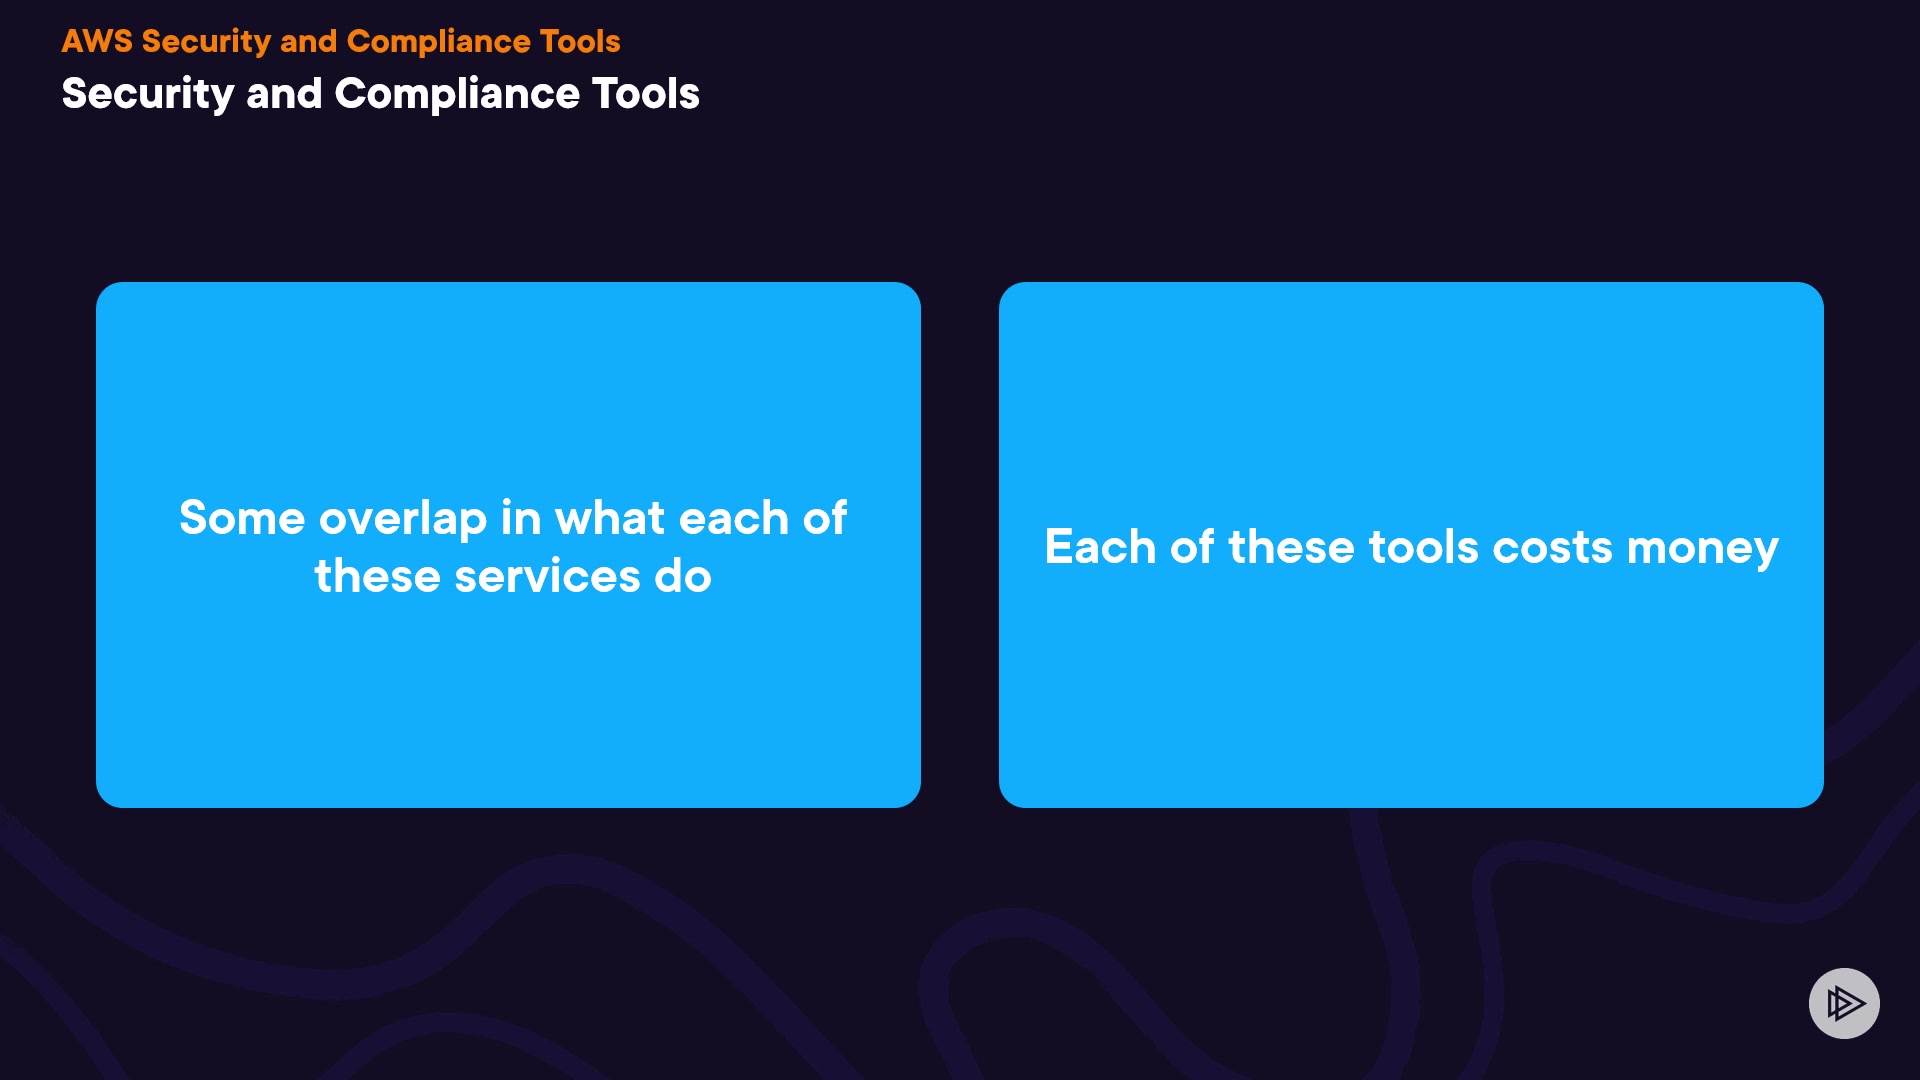 AWS Security and Compliance Tools
Security and Compliance Tools
Some overlap in what each of
these services do
Each of these tools costs money